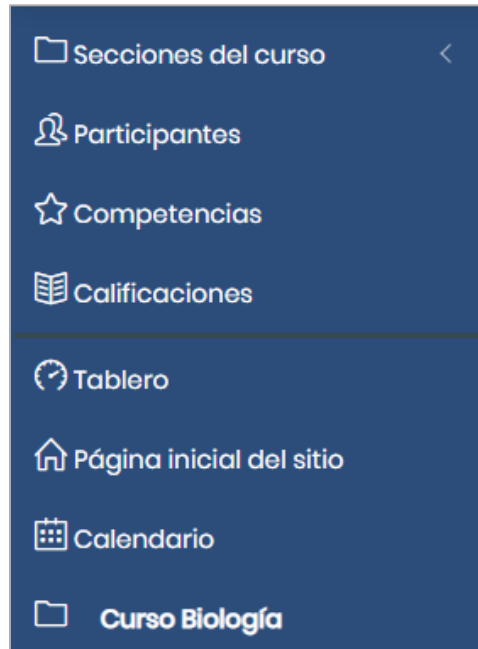 Secciones del curso
Participantes
Competencias
Calificaciones
Tablero
Página inicial del sitio
Calendario
Curso Biología